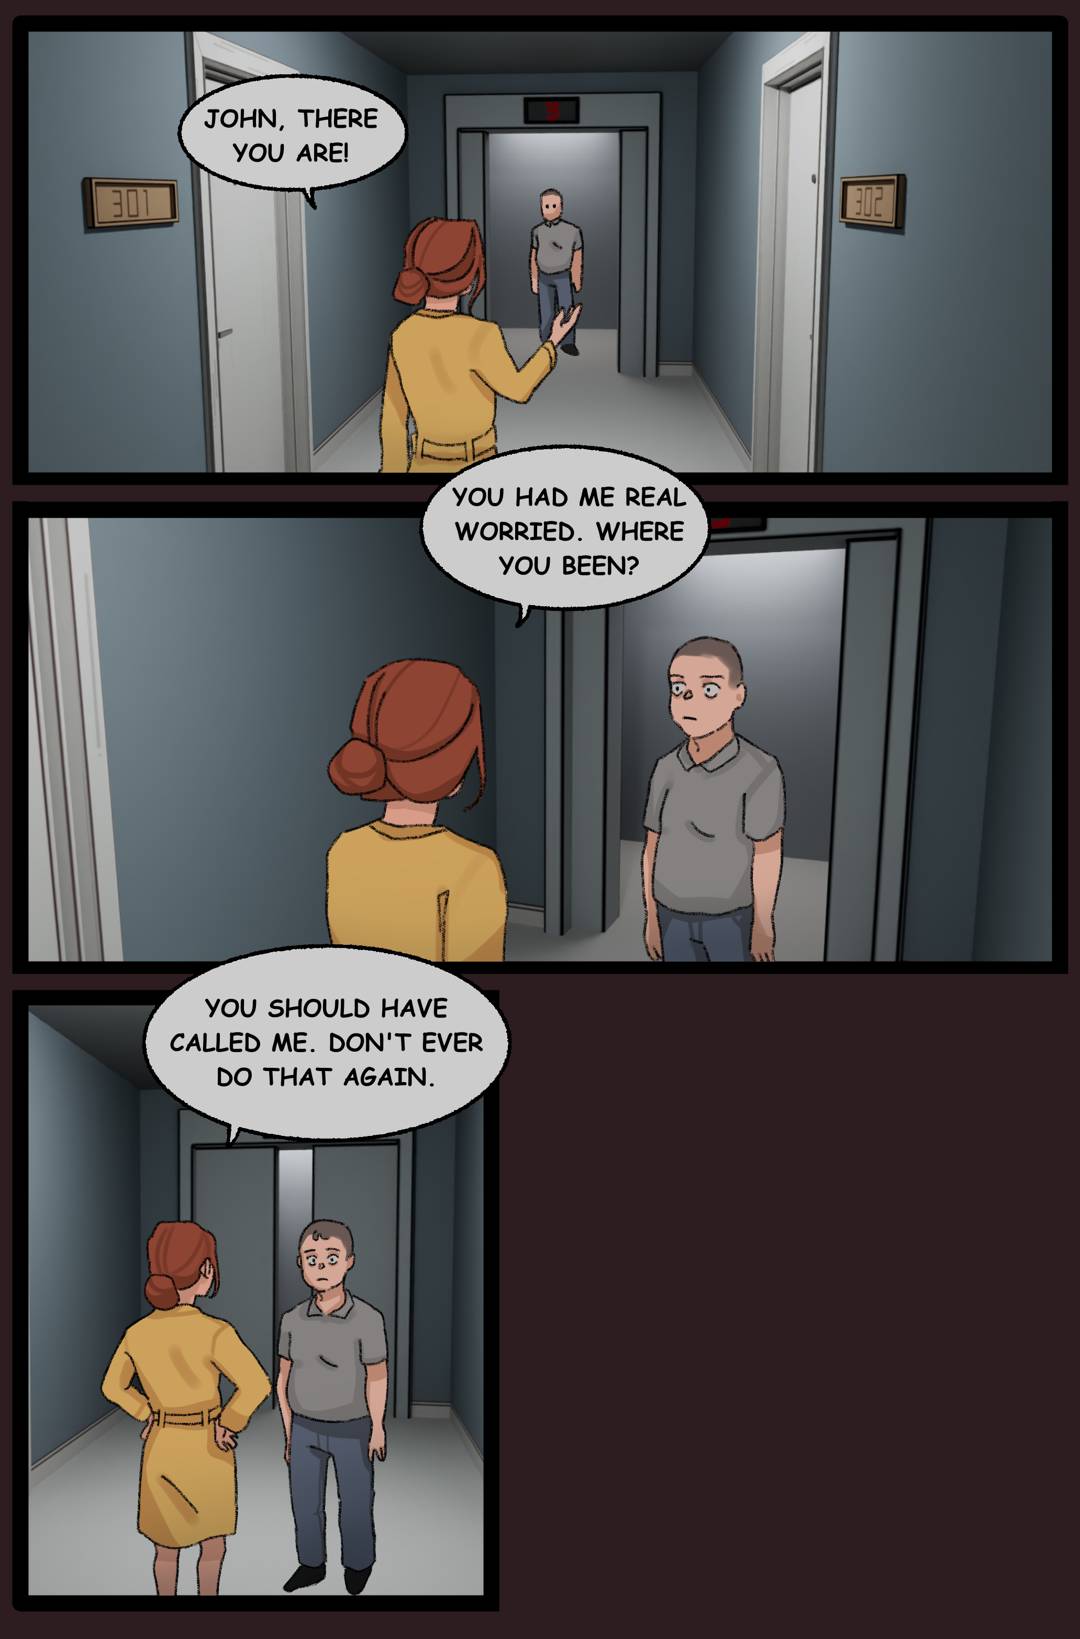 JOHN, THERE
YOU ARE!
3
301
302
YOU HAD ME REAL
WORRIED. WHERE
YOU BEEN?
YOU SHOULD HAVE
CALLED ME. DON'T EVER
DO THAT AGAIN.